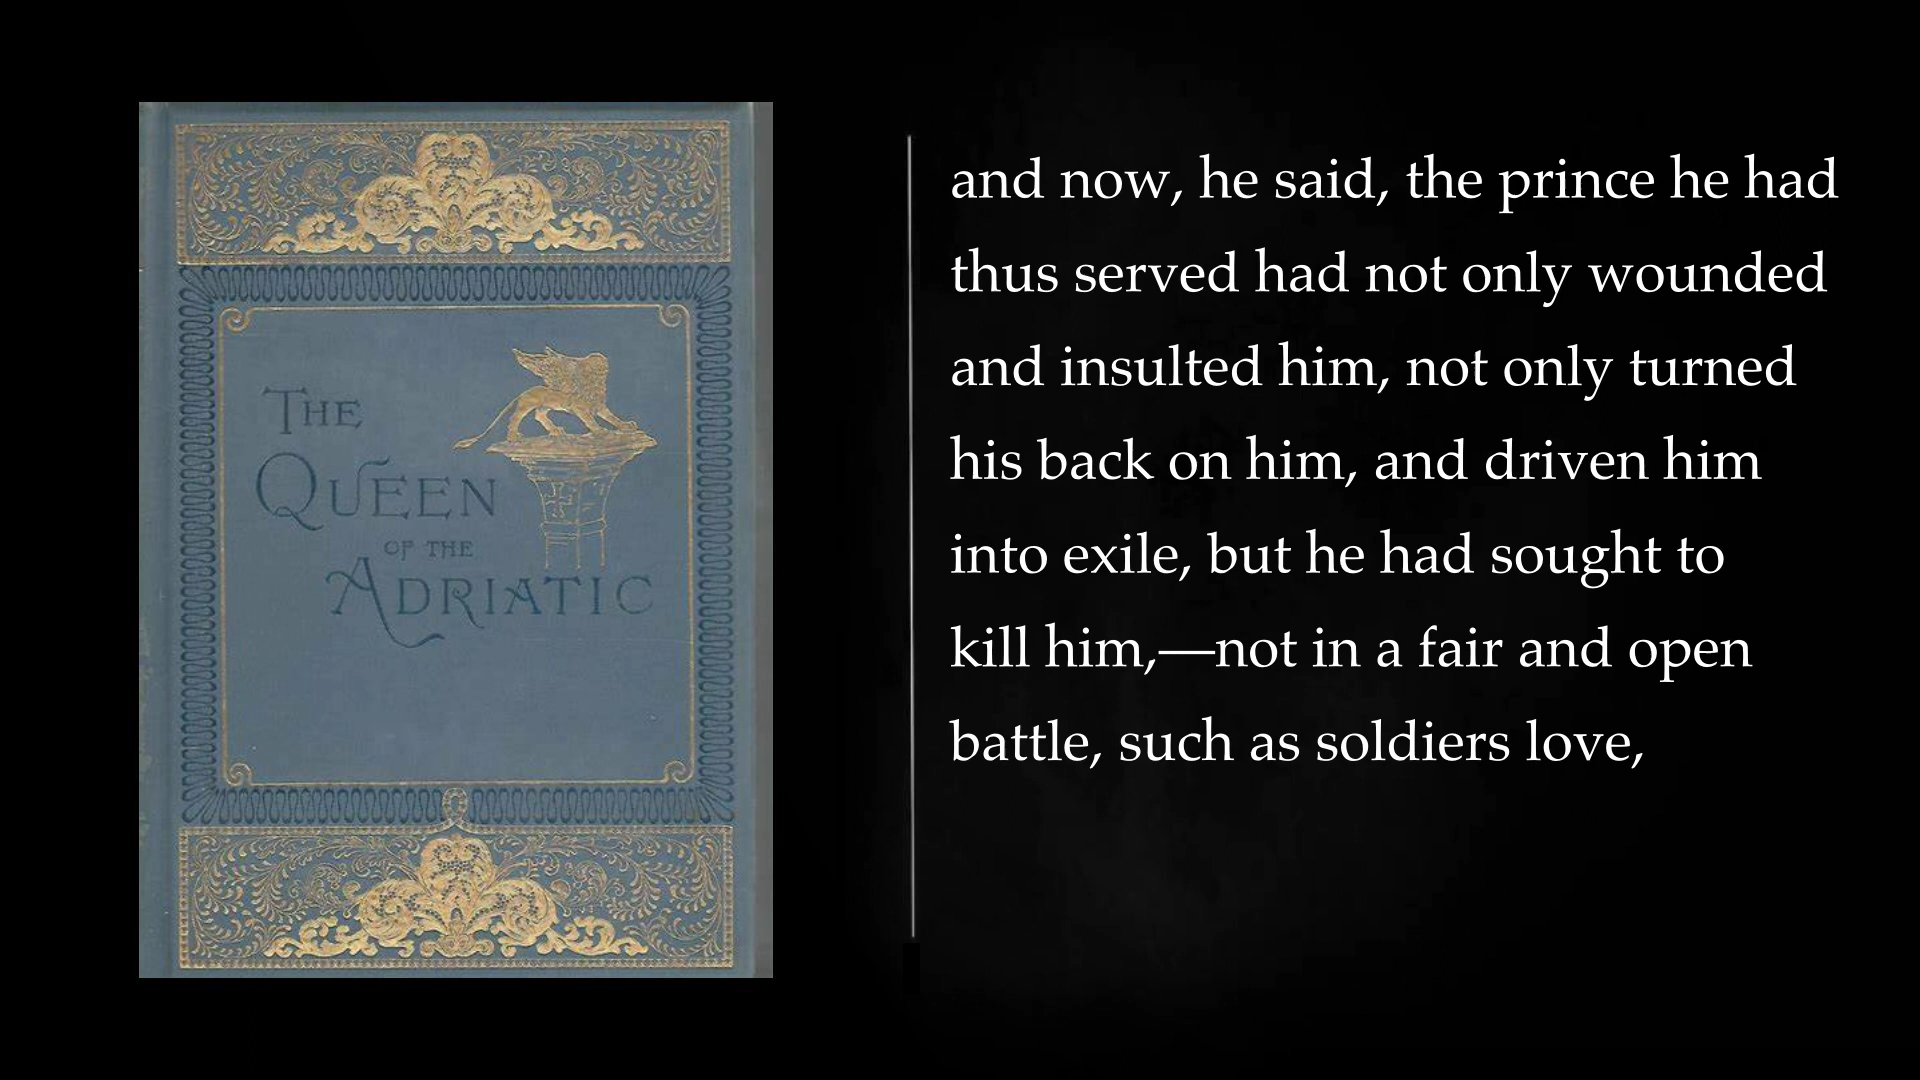 THE
QUEEN
OF THE
ADRIATIC
and now, he said, the prince he had
thus served had not only wounded
and insulted him, not only turned
his back on him, and driven him
into exile, but he had sought to
kill him,—not in a fair and open
battle, such as soldiers love,